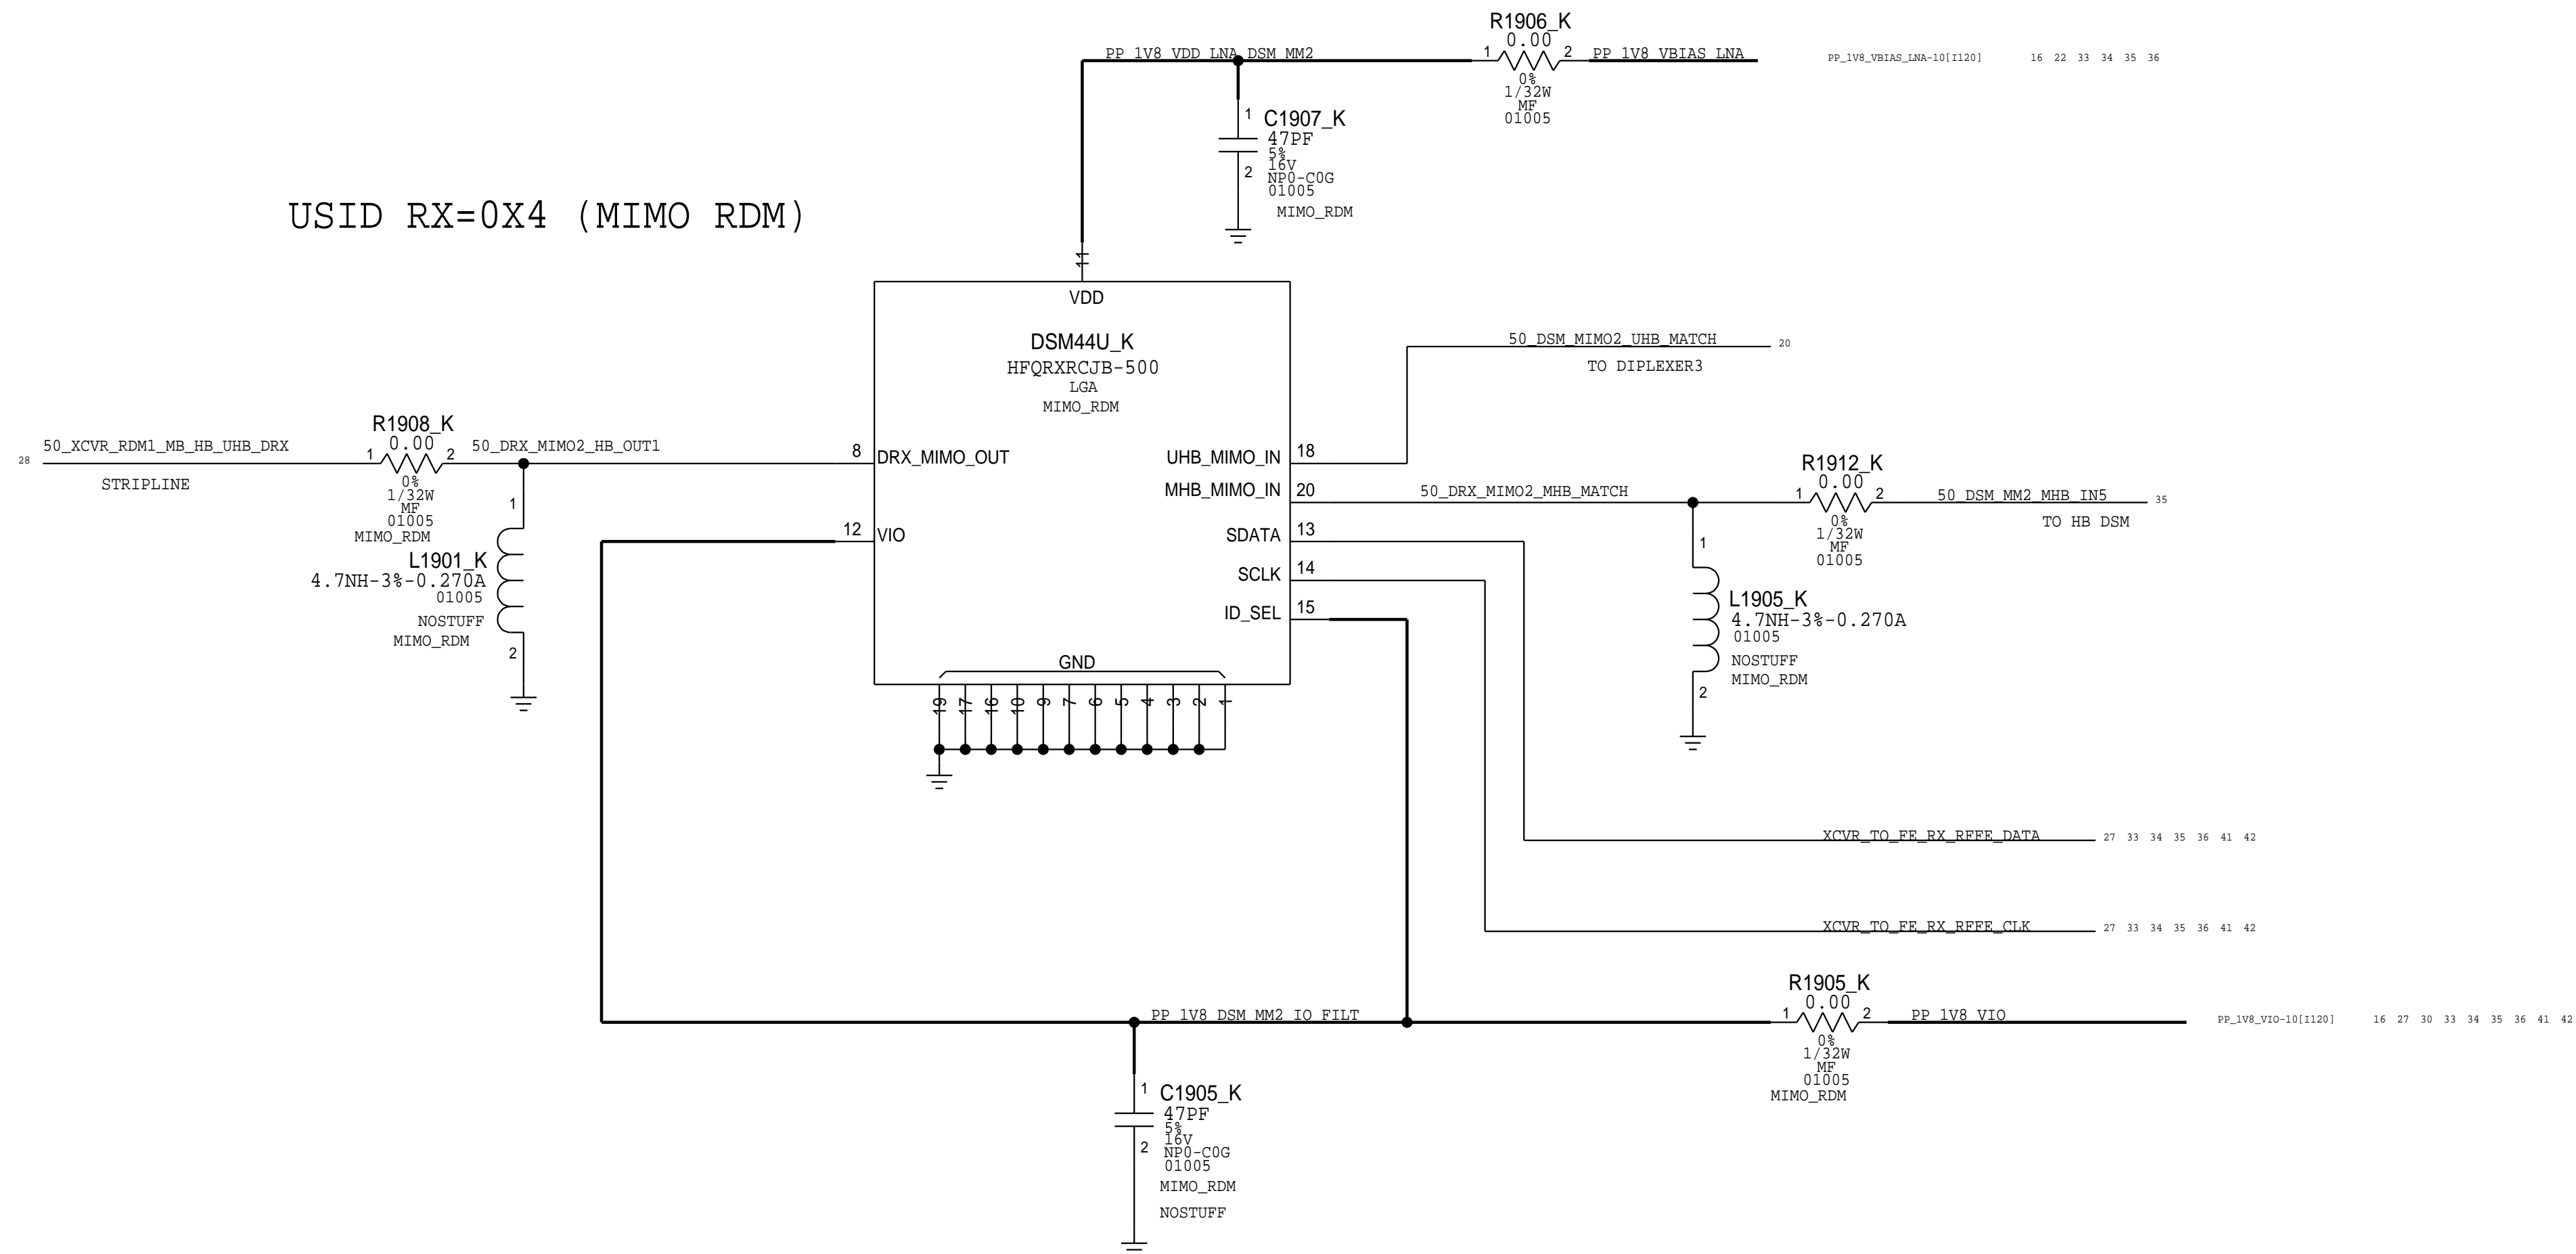 R1906_K
0.00
PP_1V8_VDD_LNA_DSM_MM2
1
2
PP_1V8_VBIAS_LNA
PP_1V8_VBIAS_LNA-10[I120]
16 22 33 34 35 36
0%
1/32W
MF
01005
1
C1907_K
47PF
5%
16V
2
NP0-C0G
01005
MIMO_RDM
USID RX=0X4 (MIMO RDM)
11
VDD
DSM44U_K
HFQRXRCJB-500
LGA
MIMO_RDM
50_DSM_MIMO2_UHB_MATCH
20
TO DIPLEXER3
R1908_K
0.00
50_XCVR_RDM1_MB_HB_UHB_DRX
1
2
50_DRX_MIMO2_HB_OUT1
28
STRIPLINE
0%
1/32W
MF
01005
MIMO_RDM
8
DRX_MIMO_OUT
UHB_MIMO_IN
18
MHB_MIMO_IN
20
50_DRX_MIMO2_MHB_MATCH
R1912_K
0.00
1
2
50_DSM_MM2_MHB_IN5
35
TO HB DSM
0%
1/32W
MF
01005
1
L1901_K
4.7NH-3%-0.270A
01005
NOSTUFF
MIMO_RDM
2
12
VIO
SDATA
13
SCLK
14
ID_SEL
15
1
L1905_K
4.7NH-3%-0.270A
01005
NOSTUFF
MIMO_RDM
2
GND
19 17 16 10 9 7 6 5 4 3 2 1
XCVR_TO_FE_RX_RFFE_DATA
27 33 34 35 36 41 42
XCVR_TO_FE_RX_RFFE_CLK
27 33 34 35 36 41 42
R1905_K
0.00
PP_1V8_DSM_MM2_IO_FILT
1
2
PP_1V8_VIO
PP_1V8_VIO-10[I120]
16 27 30 33 34 35 36 41 42
0%
1/32W
MF
01005
MIMO_RDM
1
C1905_K
47PF
5%
16V
2
NP0-C0G
01005
MIMO_RDM
NOSTUFF